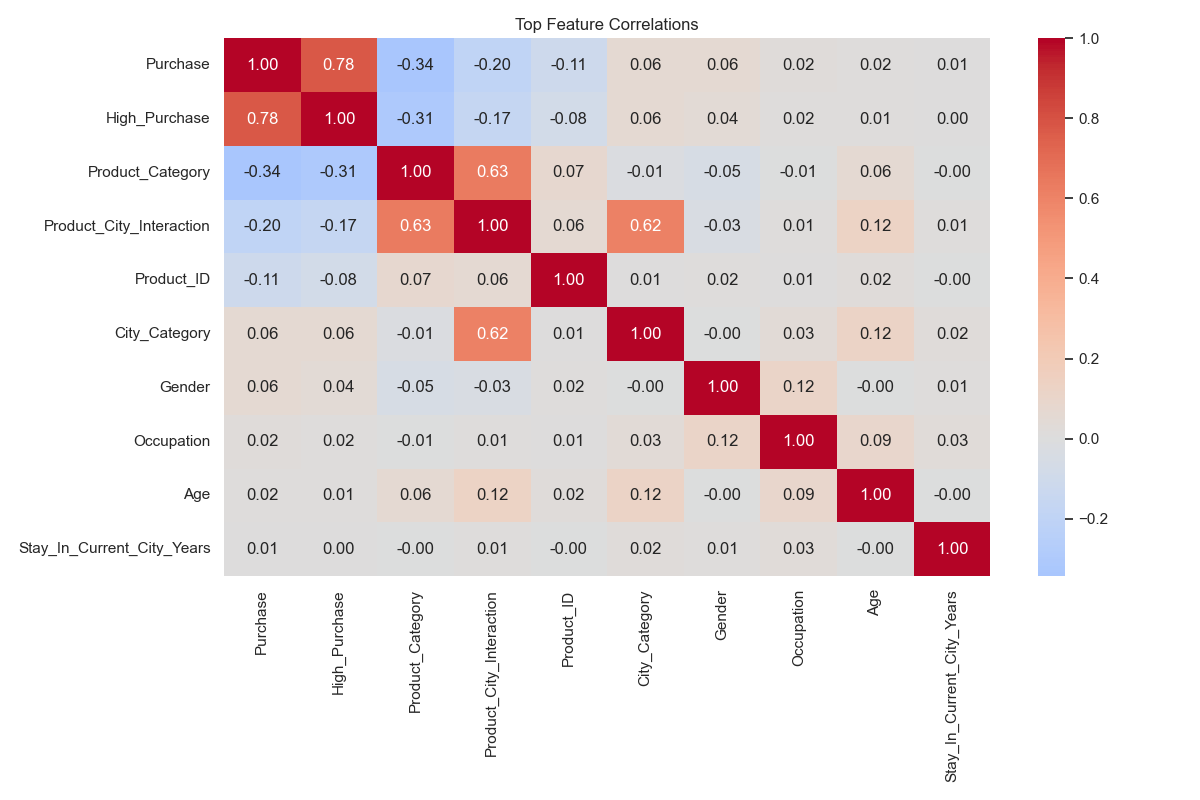 Top Feature Correlations
Purchase 1.00 0.78 -0.34 -0.20 -0.11 0.06 0.06 0.02 0.02 0.01
High_Purchase 0.78 1.00 -0.31 -0.17 -0.08 0.06 0.04 0.02 0.01 0.00
Product_Category -0.34 -0.31 1.00 0.63 0.07 -0.01 -0.05 -0.01 0.06 -0.00
Product_City_Interaction -0.20 -0.17 0.63 1.00 0.06 0.62 -0.03 0.01 0.12 0.01
Product_ID -0.11 -0.08 0.07 0.06 1.00 0.01 0.02 0.01 0.02 -0.00
City_Category 0.06 0.06 -0.01 0.62 0.01 1.00 -0.00 0.03 0.12 0.02
Gender 0.06 0.04 -0.05 -0.03 0.02 -0.00 1.00 0.12 -0.00 0.01
Occupation 0.02 0.02 -0.01 0.01 0.01 0.03 0.12 1.00 0.09 0.03
Age 0.02 0.01 0.06 0.12 0.02 0.12 -0.00 0.09 1.00 -0.00
Stay_In_Current_City_Years 0.01 0.00 -0.00 0.01 -0.00 0.02 0.01 0.03 -0.00 1.00
Purchase
High_Purchase
Product_Category
Product_City_Interaction
Product_ID
City_Category
Gender
Occupation
Age
Stay_In_Current_City_Years
1.0
0.8
0.6
0.4
0.2
0.0
−0.2